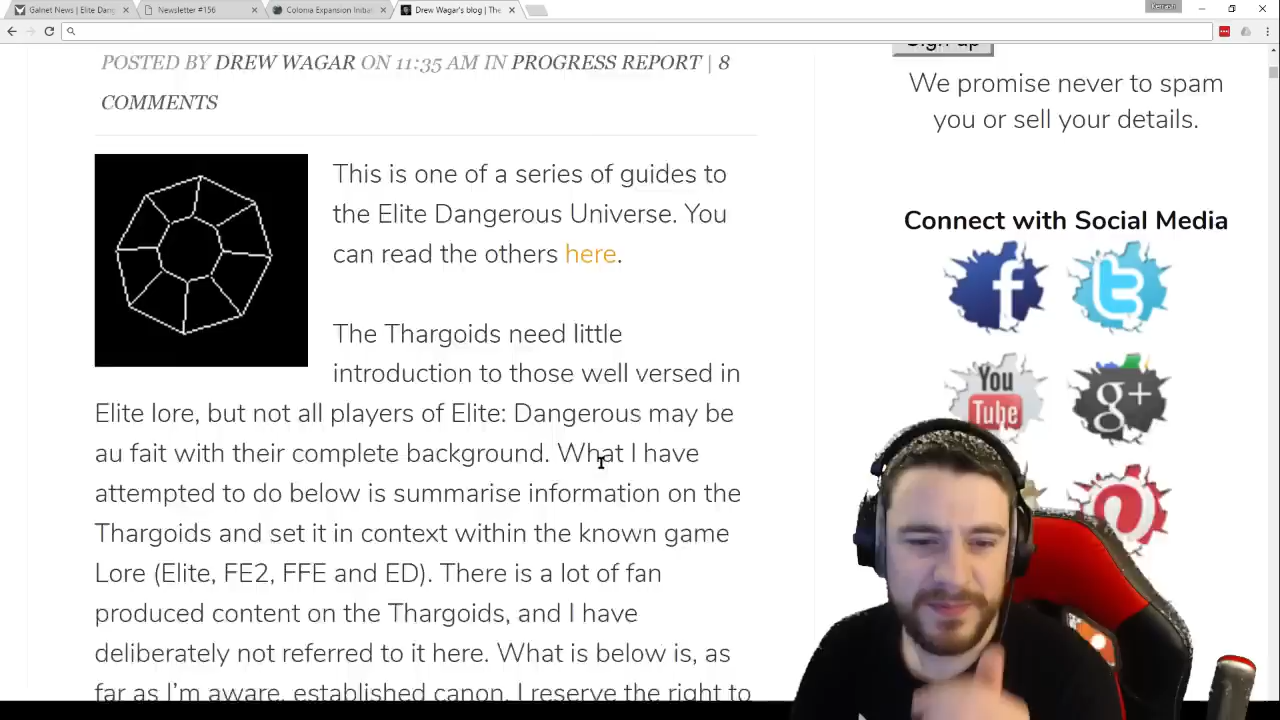 Galnet News | Elite Dang
Newsletter #156
Colonia Expansion Initia
Drew Wagar's blog | The
POSTED BY DREW WAGAR ON 11:35 AM IN PROGRESS REPORT | 8
COMMENTS
This is one of a series of guides to
the Elite Dangerous Universe. You
can read the others here.
The Thargoids need little
introduction to those well versed in
Elite lore, but not all players of Elite: Dangerous may be
au fait with their complete background. What I have
attempted to do below is summarise information on the
Thargoids and set it in context within the known game
Lore (Elite, FE2, FFE and ED). There is a lot of fan
produced content on the Thargoids, and I have
deliberately not referred to it here. What is below is, as
far as I'm aware, established canon. I reserve the right to
Sign up
We promise never to spam
you or sell your details.
Connect with Social Media
f
t
You
Tube
g+